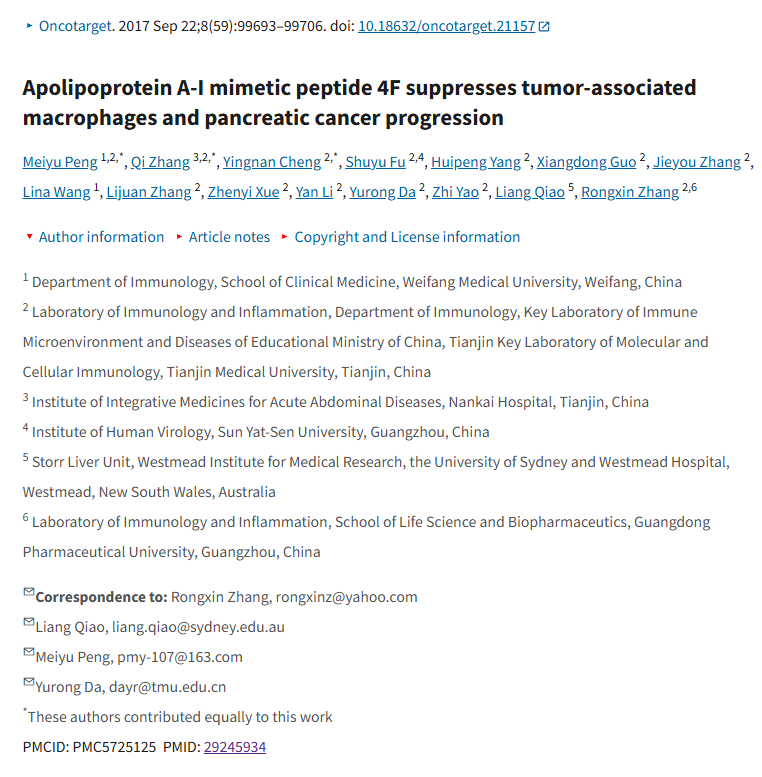 Oncotarget. 2017 Sep 22;8(59):99693–99706. doi: 10.18632/oncotarget.21157
Apolipoprotein A-I mimetic peptide 4F suppresses tumor-associated
macrophages and pancreatic cancer progression
Meiyu Peng 1,2,*, Qi Zhang 3,2,*, Yingnan Cheng 2,*, Shuyu Fu 2,4, Huipeng Yang 2, Xiangdong Guo 2, Jieyou Zhang 2,
Lina Wang 1, Lijuan Zhang 2, Zhenyi Xue 2, Yan Li 2, Yurong Da 2, Zhi Yao 2, Liang Qiao 5, Rongxin Zhang 2,6
Author information Article notes Copyright and License information
1 Department of Immunology, School of Clinical Medicine, Weifang Medical University, Weifang, China
2 Laboratory of Immunology and Inflammation, Department of Immunology, Key Laboratory of Immune
Microenvironment and Diseases of Educational Ministry of China, Tianjin Key Laboratory of Molecular and
Cellular Immunology, Tianjin Medical University, Tianjin, China
3 Institute of Integrative Medicines for Acute Abdominal Diseases, Nankai Hospital, Tianjin, China
4 Institute of Human Virology, Sun Yat-Sen University, Guangzhou, China
5 Storr Liver Unit, Westmead Institute for Medical Research, the University of Sydney and Westmead Hospital,
Westmead, New South Wales, Australia
6 Laboratory of Immunology and Inflammation, School of Life Science and Biopharmaceutics, Guangdong
Pharmaceutical University, Guangzhou, China
Correspondence to: Rongxin Zhang, rongxinz@yahoo.com
Liang Qiao, liang.qiao@sydney.edu.au
Meiyu Peng, pmy-107@163.com
Yurong Da, dayr@tmu.edu.cn
*These authors contributed equally to this work
PMCID: PMC5725125 PMID: 29245934